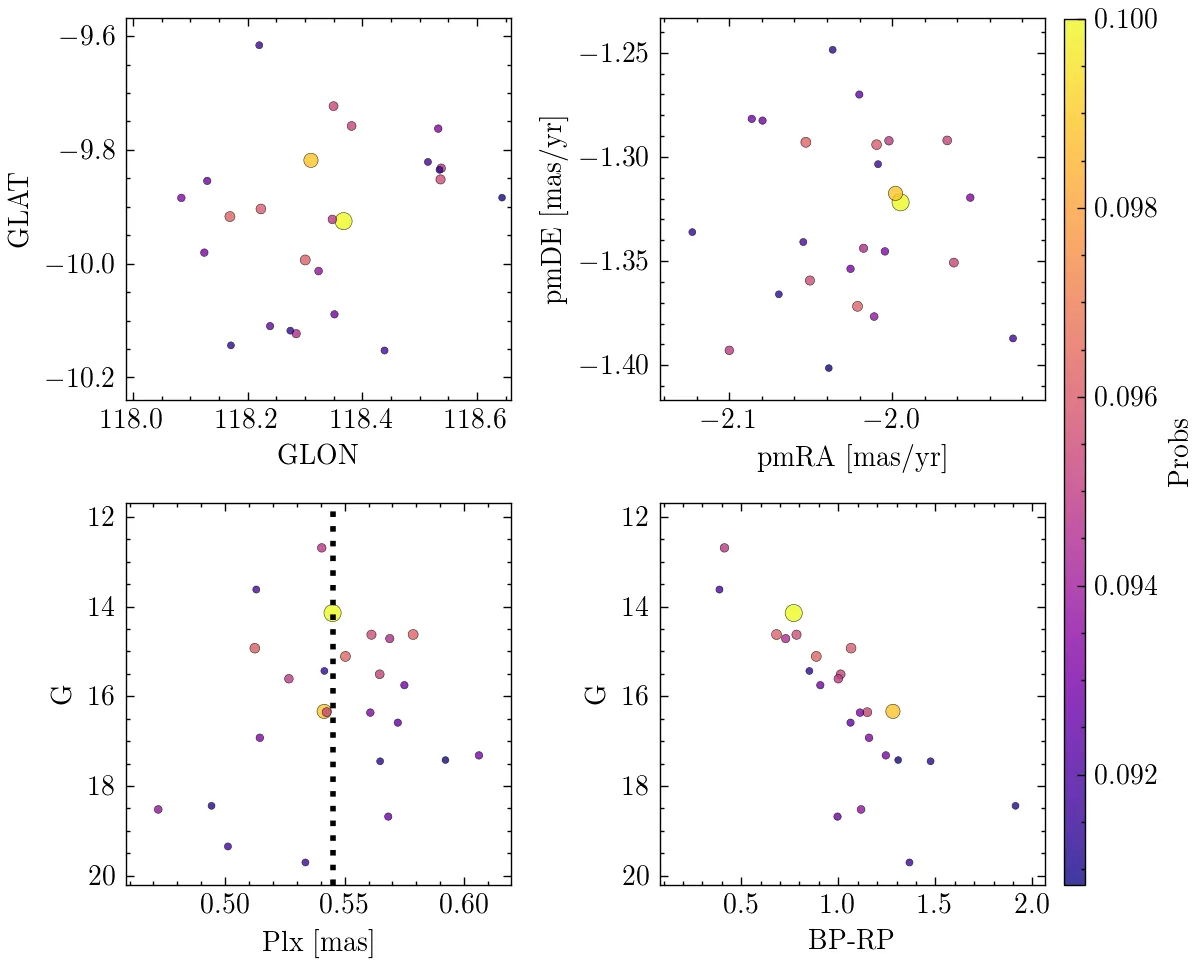 −9.6
−9.8
−10.0
−10.2
GLAT
118.0 118.2 118.4 118.6
GLON
−1.25
−1.30
−1.35
−1.40
pmDE [mas/yr]
−2.1 −2.0
pmRA [mas/yr]
0.100
0.098
0.096
0.094
0.092
Probs
12
14
16
18
20
G
0.50 0.55 0.60
Plx [mas]
12
14
16
18
20
G
0.5 1.0 1.5 2.0
BP-RP